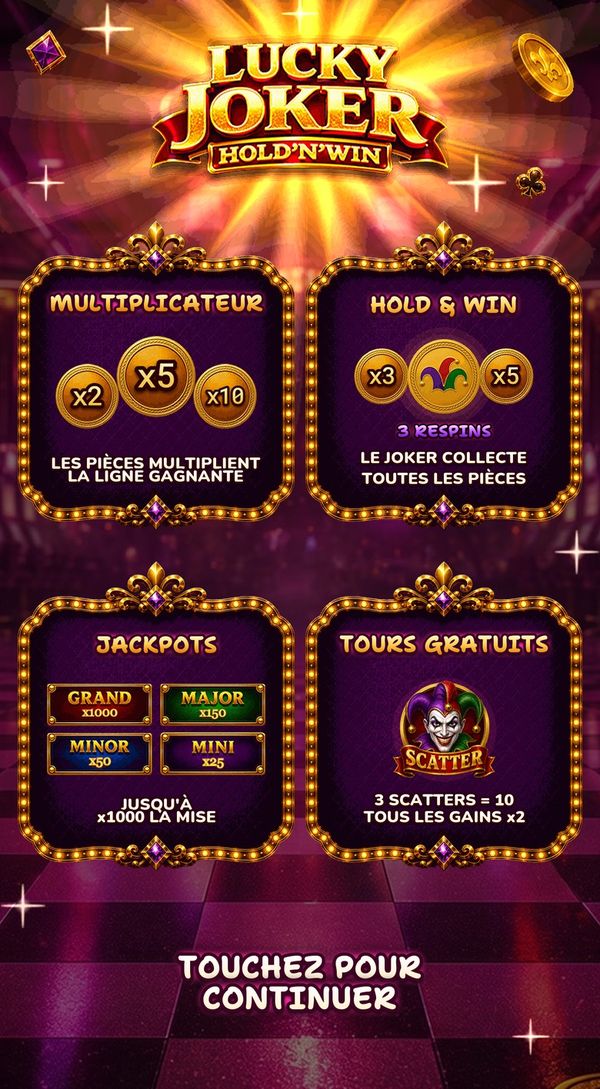 LUCKY
JOKER
HOLD'N'WIN
MULTIPLICATEUR
x2
x5
x10
LES PIÈCES MULTIPLIENT
LA LIGNE GAGNANTE
HOLD & WIN
x3
x5
3 RESPINS
LE JOKER COLLECTE
TOUTES LES PIÈCES
JACKPOTS
GRAND
x1000
MAJOR
x150
MINOR
x50
MINI
x25
JUSQU'À
x1000 LA MISE
TOURS GRATUITS
SCATTER
3 SCATTERS = 10
TOUS LES GAINS x2
TOUCHEZ POUR
CONTINUER